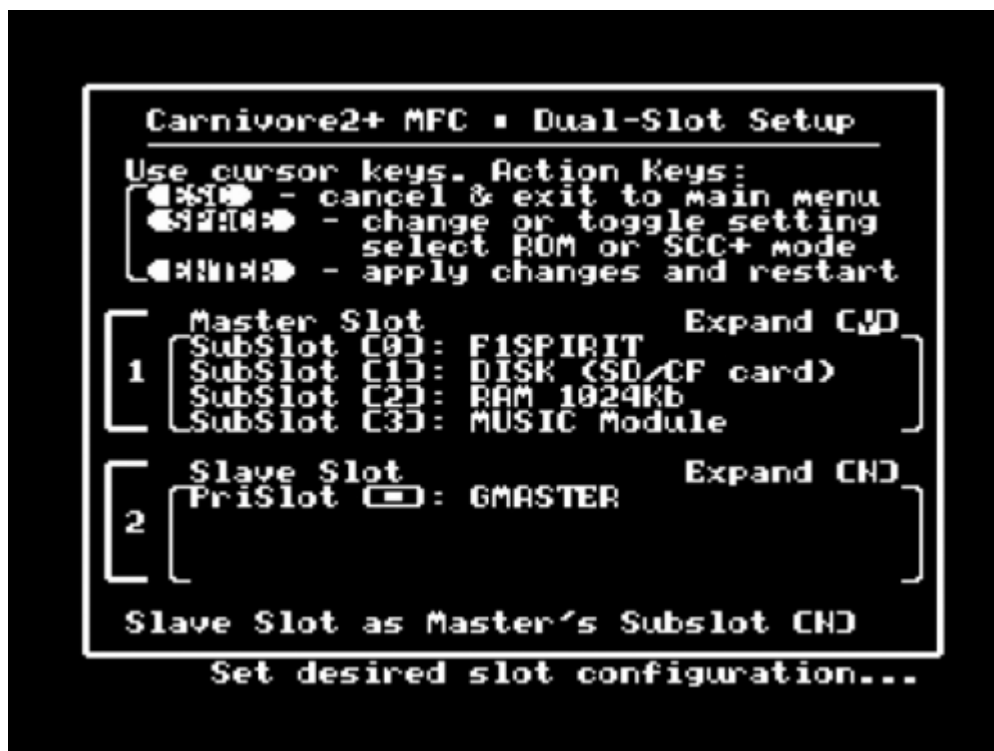 Carnivore2+ MFC ▪ Dual-Slot Setup
Use cursor keys. Action Keys:
ESC - cancel & exit to main menu
SPACE - change or toggle setting
select ROM or SCC+ mode
ENTER - apply changes and restart
Master Slot Expand [Y]
1
SubSlot [0]: F1SPIRIT
SubSlot [1]: DISK (SD/CF card)
SubSlot [2]: RAM 1024Kb
SubSlot [3]: MUSIC Module
Slave Slot Expand [N]
2
PriSlot [▪]: GMASTER
Slave Slot as Master's Subslot [N]
Set desired slot configuration...